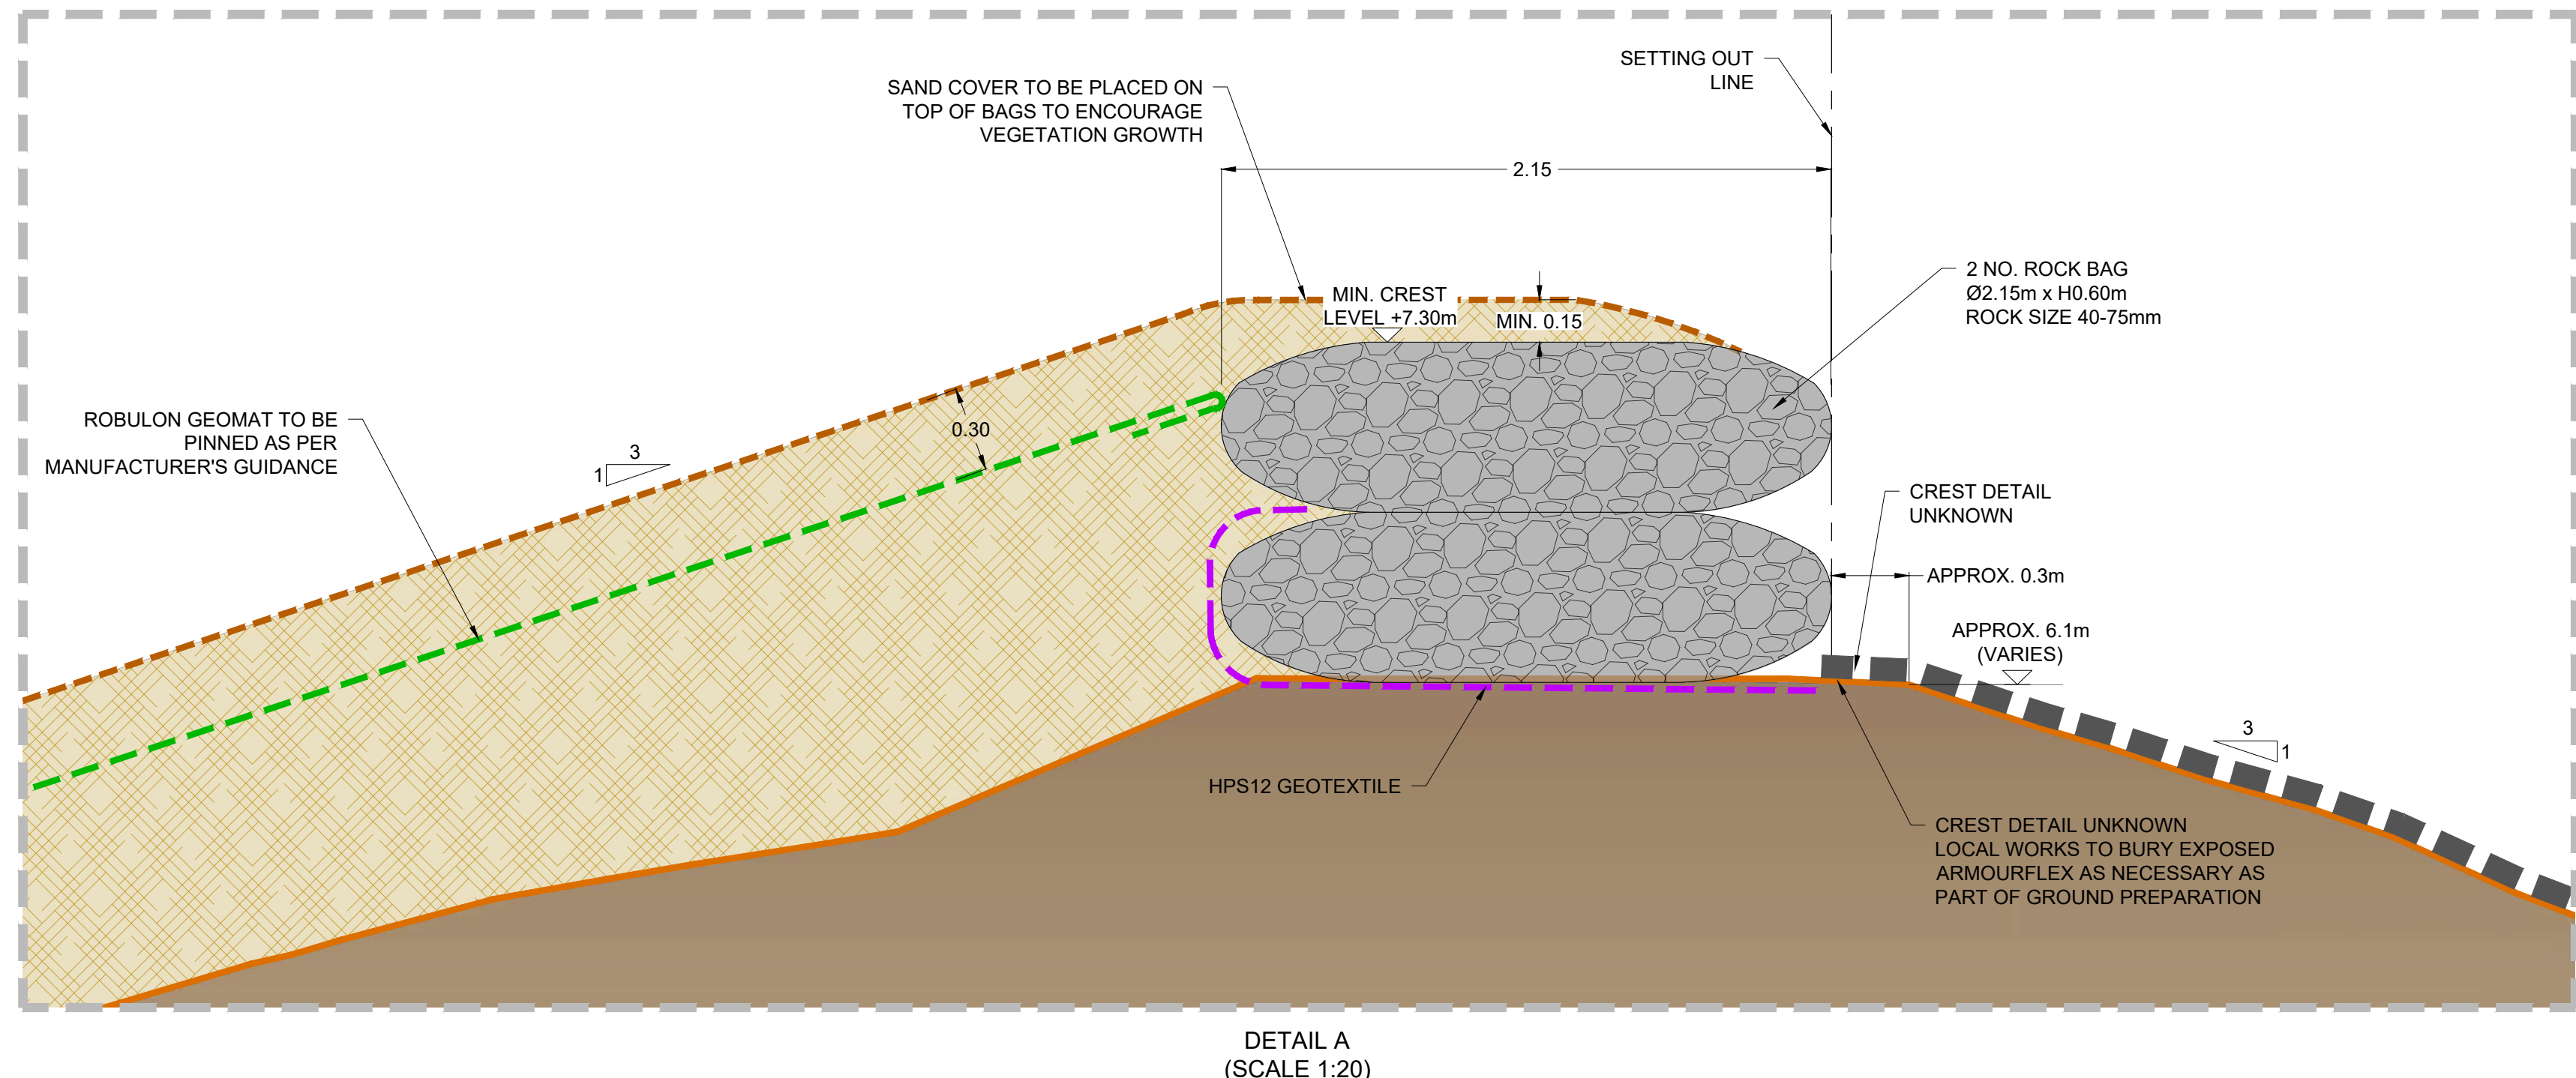 SETTING OUT
LINE
SAND COVER TO BE PLACED ON
TOP OF BAGS TO ENCOURAGE
VEGETATION GROWTH
2.15
2 NO. ROCK BAG
Ø2.15m x H0.60m
ROCK SIZE 40-75mm
MIN. CREST
LEVEL +7.30m
MIN. 0.15
ROBULON GEOMAT TO BE
PINNED AS PER
MANUFACTURER'S GUIDANCE
0.30
3
1
CREST DETAIL
UNKNOWN
APPROX. 0.3m
APPROX. 6.1m
(VARIES)
3
1
HPS12 GEOTEXTILE
CREST DETAIL UNKNOWN
LOCAL WORKS TO BURY EXPOSED
ARMOURFLEX AS NECESSARY AS
PART OF GROUND PREPARATION
DETAIL A
(SCALE 1:20)